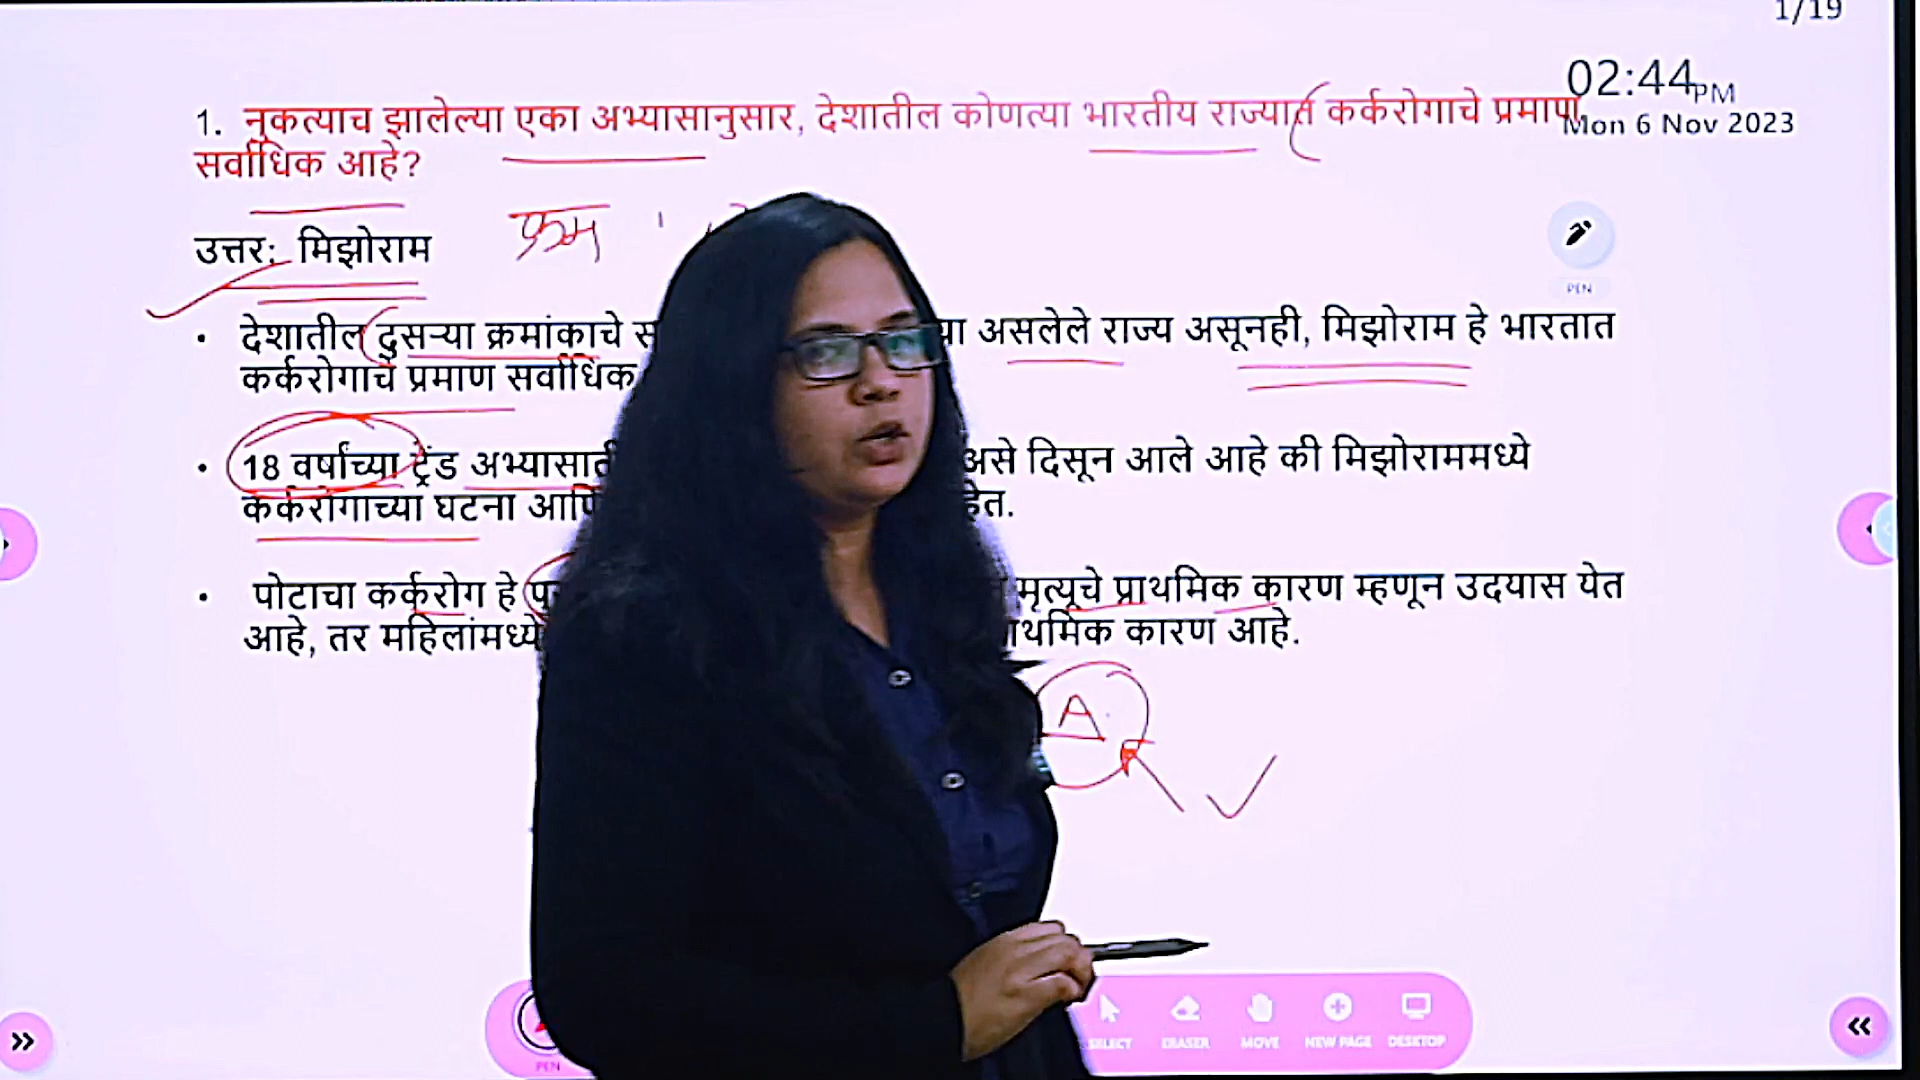 1/19
02:44PM
Mon 6 Nov 2023
1. नुकत्याच झालेल्या एका अभ्यासानुसार, देशातील कोणत्या भारतीय राज्यात कर्करोगाचे प्रमाण
सर्वाधिक आहे?
क्रम
उत्तर: मिझोराम
PEN
• देशातील दुसऱ्या क्रमांकाचे असलेले राज्य असूनही, मिझोराम हे भारतात
कर्करोगाचे प्रमाण सर्वाधिक
• 18 वर्षांच्या ट्रेंड असे दिसून आले आहे की मिझोराममध्ये
कर्करोगाच्या घटना
• पोटाचा कर्करोग हे मृत्यूचे प्राथमिक कारण म्हणून उदयास येत
आहे, तर महिलांमध्ये कारण आहे.
A
PEN SELECT ERASER MOVE NEW PAGE DESKTOP